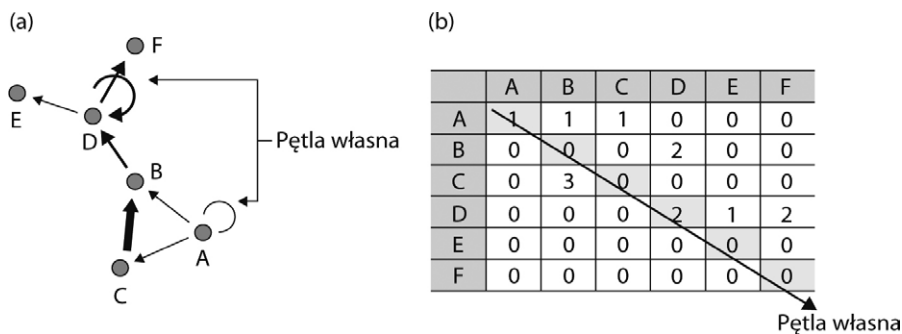 (a)
F
E
D
Pętla własna
B
A
C
(b)
A B C D E F
A 1 1 1 0 0 0
B 0 0 0 2 0 0
C 0 3 0 0 0 0
D 0 0 0 2 1 2
E 0 0 0 0 0 0
F 0 0 0 0 0 0
Pętla własna